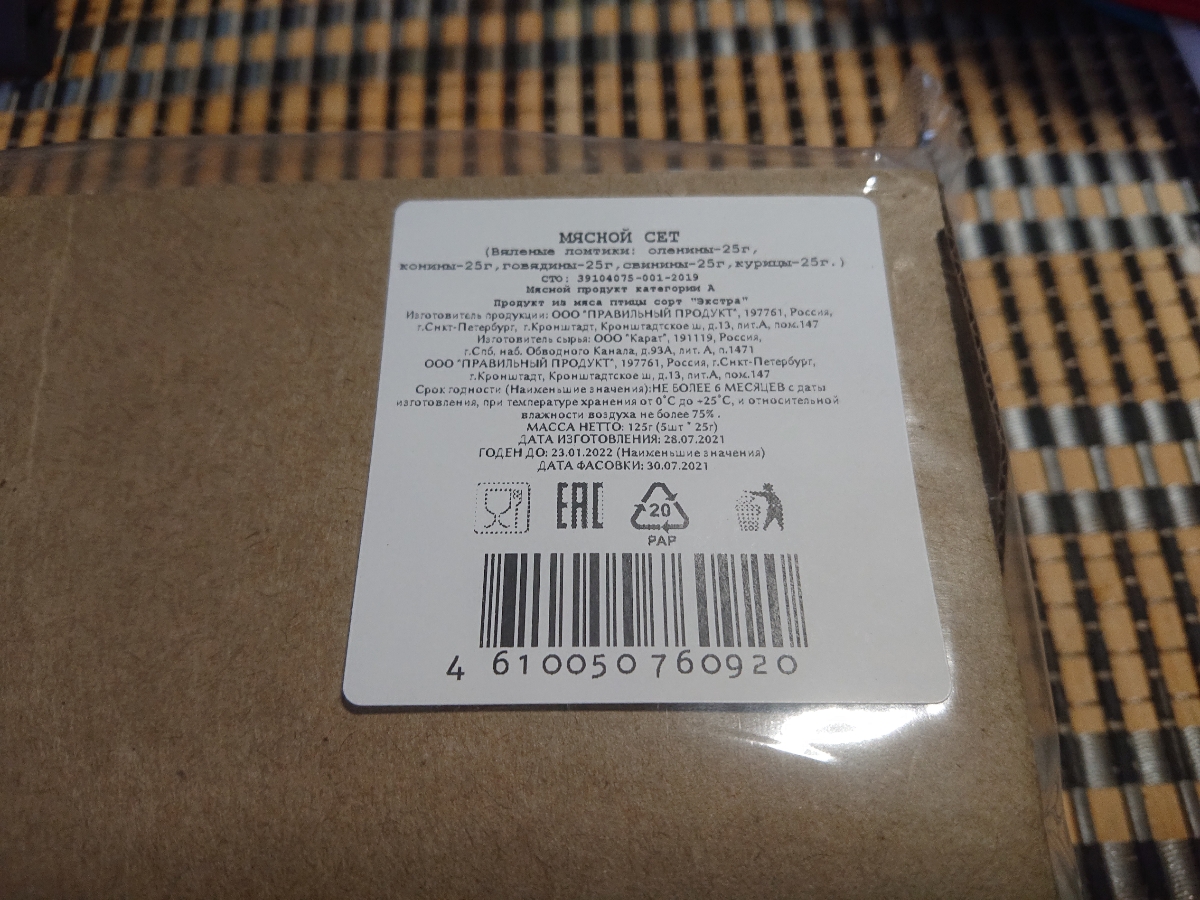 МЯСНОЙ СЕТ
(Вяленые ломтики: оленины-25г,
конины-25г,говядины-25г,свинины-25г,курицы-25г.)
СТО: 39104075-001-2019
Мясной продукт категории А
Продукт из мяса птицы сорт "Экстра"
Изготовитель продукции: ООО "ПРАВИЛЬНЫЙ ПРОДУКТ", 197761, Россия,
г.Снкт-Петербург, г.Кронштадт, Кронштадтское ш, д.13, лит.А, пом.147
Изготовитель сырья: ООО "Карат", 191119, Россия,
г.Спб, наб. Обводного Канала, д.93А, лит. А, п.1471
ООО "ПРАВИЛЬНЫЙ ПРОДУКТ", 197761, Россия, г.Снкт-Петербург,
г.Кронштадт, Кронштадтское ш, д.13, лит.А, пом.147
Срок годности (Наименьшие значения):НЕ БОЛЕЕ 6 МЕСЯЦЕВ с даты
изготовления, при температуре хранения от 0˚С до +25˚С, и относительной
влажности воздуха не более 75% .
МАССА НЕТТО: 125г (5шт * 25г)
ДАТА ИЗГОТОВЛЕНИЯ: 28.07.2021
ГОДЕН ДО: 23.01.2022 (Наименьшие значения)
ДАТА ФАСОВКИ: 30.07.2021
EAC
20
PAP
4 610050 760920